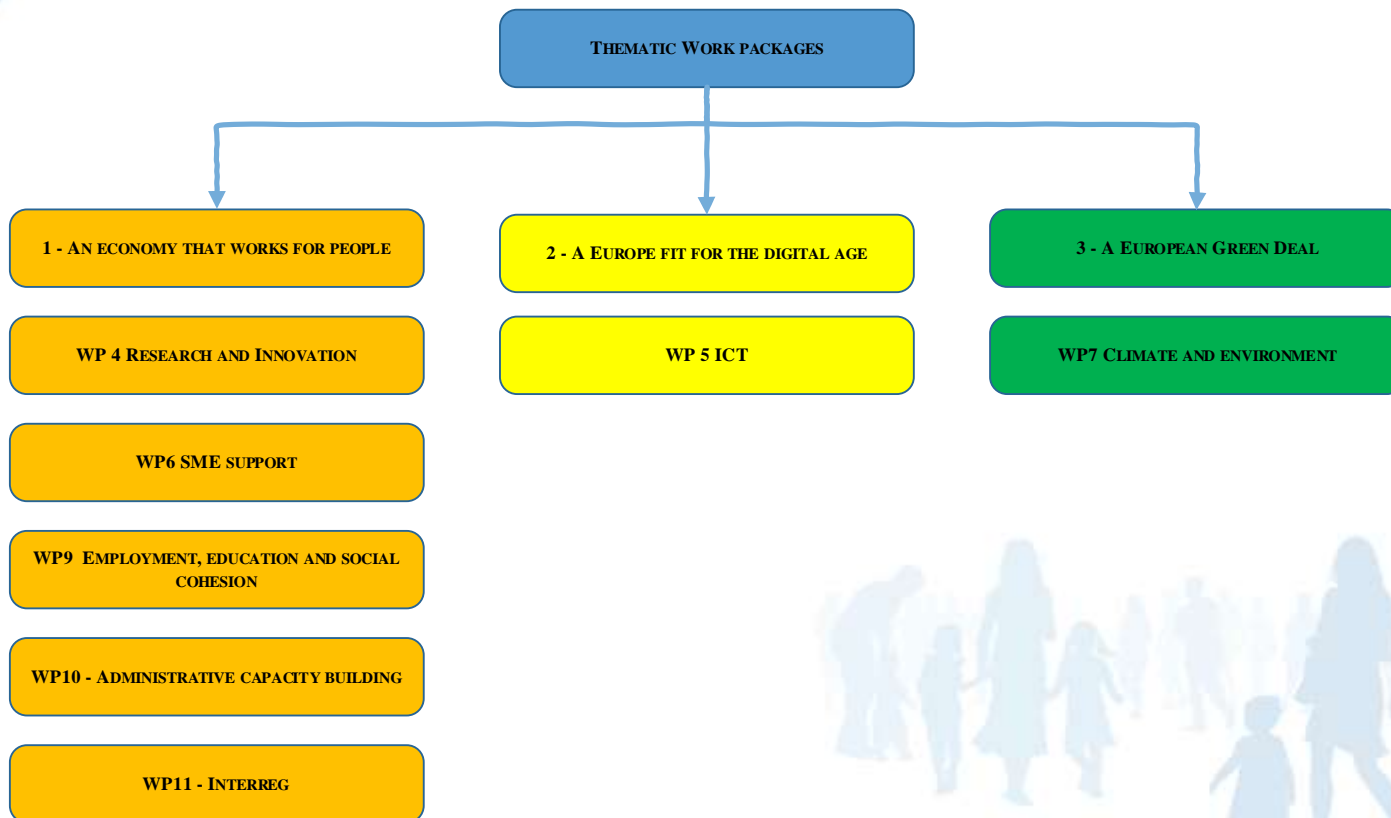 Thematic Work packages
1 - An economy that works for people
2 - A Europe fit for the digital age
3 - A European Green Deal
WP 4 Research and Innovation
WP 5 ICT
WP7 Climate and environment
WP6 SME support
WP9 Employment, education and social
cohesion
WP10 - Administrative capacity building
WP11 - Interreg